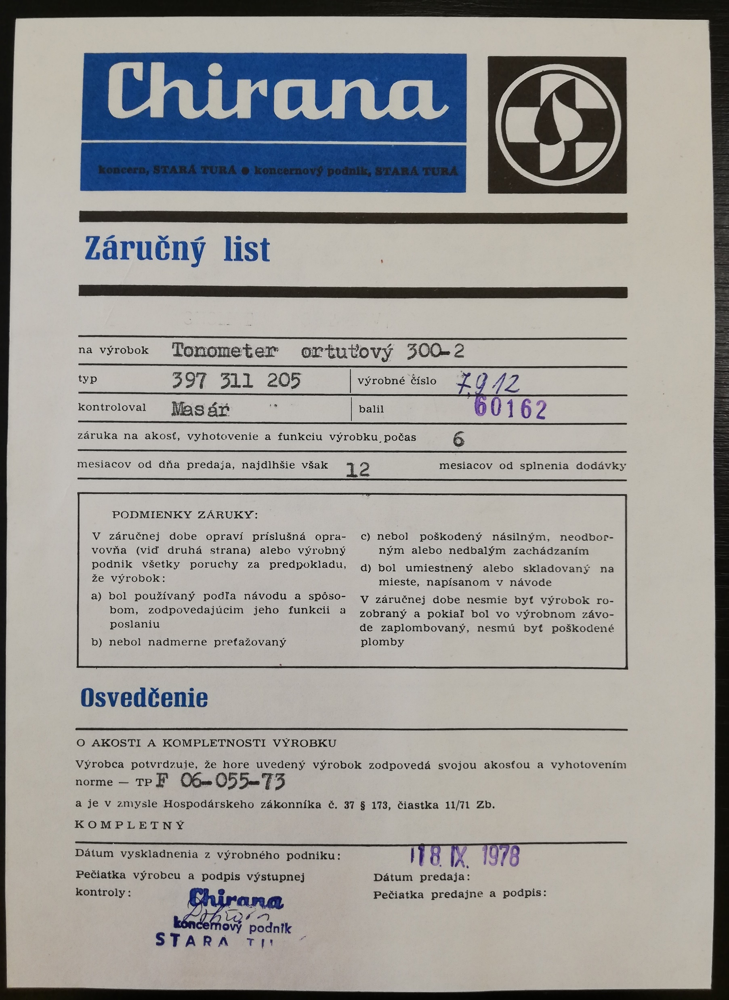 Chirana
koncern, STARÁ TURÁ ● koncernový podnik, STARÁ TURÁ
Záručný list
na výrobok Tonometer ortuťový 300-2
typ 397 311 205 výrobné číslo 7,912
kontroloval Masár balil 60162
záruka na akosť, vyhotovenie a funkciu výrobku počas 6
mesiacov od dňa predaja, najdlhšie však 12 mesiacov od splnenia dodávky
PODMIENKY ZÁRUKY:
V záručnej dobe opraví príslušná opra-
vovňa (viď druhá strana) alebo výrobný
podnik všetky poruchy za predpokladu,
že výrobok:
a) bol používaný podľa návodu a spôso-
bom, zodpovedajúcim jeho funkcii a
poslaniu
b) nebol nadmerne preťažovaný
c) nebol poškodený násilným, neodbor-
ným alebo nedbalým zachádzaním
d) bol umiestnený alebo skladovaný na
mieste, napísanom v návode
V záručnej dobe nesmie byť výrobok ro-
zobraný a pokiaľ bol vo výrobnom závo-
de zaplombovaný, nesmú byť poškodené
plomby
Osvedčenie
O AKOSTI A KOMPLETNOSTI VÝROBKU
Výrobca potvrdzuje, že hore uvedený výrobok zodpovedá svojou akosťou a vyhotovením
norme — TP F 06-055-73
a je v zmysle Hospodárskeho zákonníka č. 37 § 173, čiastka 11/71 Zb.
KOMPLETNÝ
Dátum vyskladnenia z výrobného podniku: 18. IX. 1978
Pečiatka výrobcu a podpis výstupnej
kontroly:
Dátum predaja:
Pečiatka predajne a podpis:
Chirana
koncernový podnik
STARA